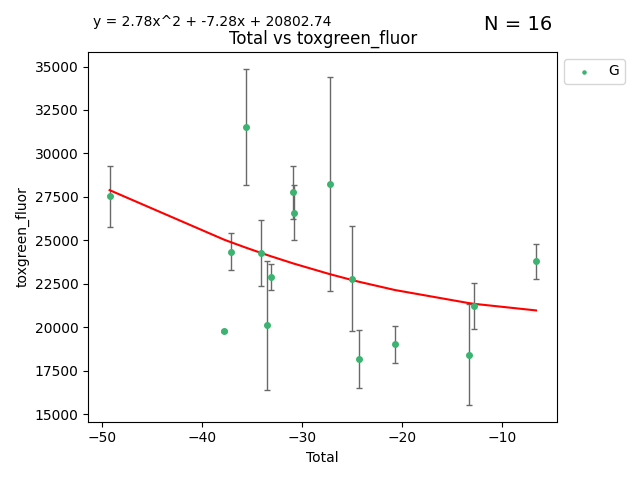 y = 2.78x^2 + -7.28x + 20802.74
N = 16
Total vs toxgreen_fluor
G
35000
32500
30000
27500
25000
22500
20000
17500
15000
toxgreen_fluor
−50
−40
−30
−20
−10
Total